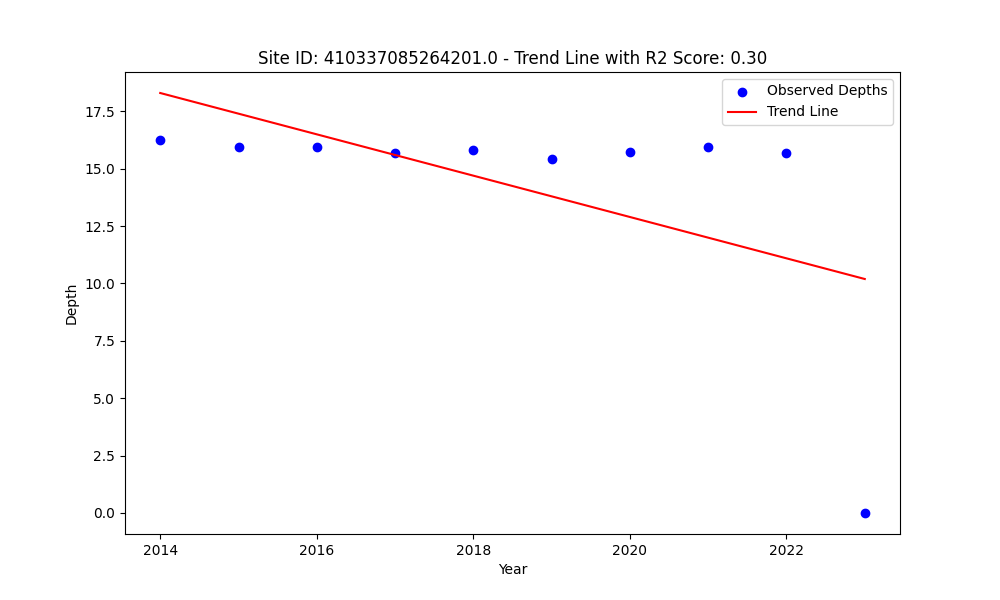 Site ID: 410337085264201.0 - Trend Line with R2 Score: 0.30
Observed Depths
Trend Line
17.5
15.0
12.5
10.0
7.5
5.0
2.5
0.0
Depth
2014
2016
2018
2020
2022
Year